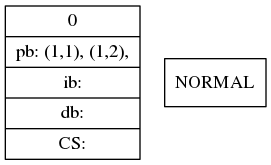 0
pb: (1,1), (1,2),
ib:
db:
CS:
NORMAL